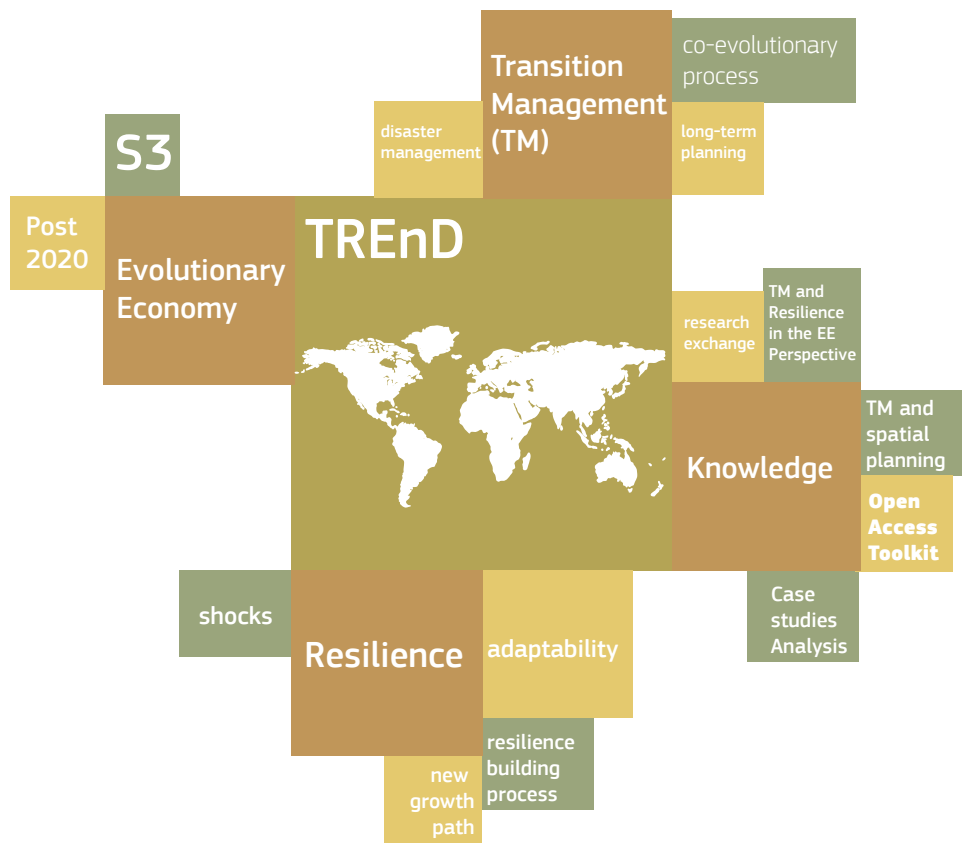 co-evolutionary
process
Transition
Management
(TM)
disaster
management
long-term
planning
S3
Post
2020
Evolutionary
Economy
TREnD
research
exchange
TM and
Resilience
in the EE
Perspective
Knowledge
TM and
spatial
planning
Open
Access
Toolkit
Case
studies
Analysis
shocks
Resilience
adaptability
resilience
building
process
new
growth
path